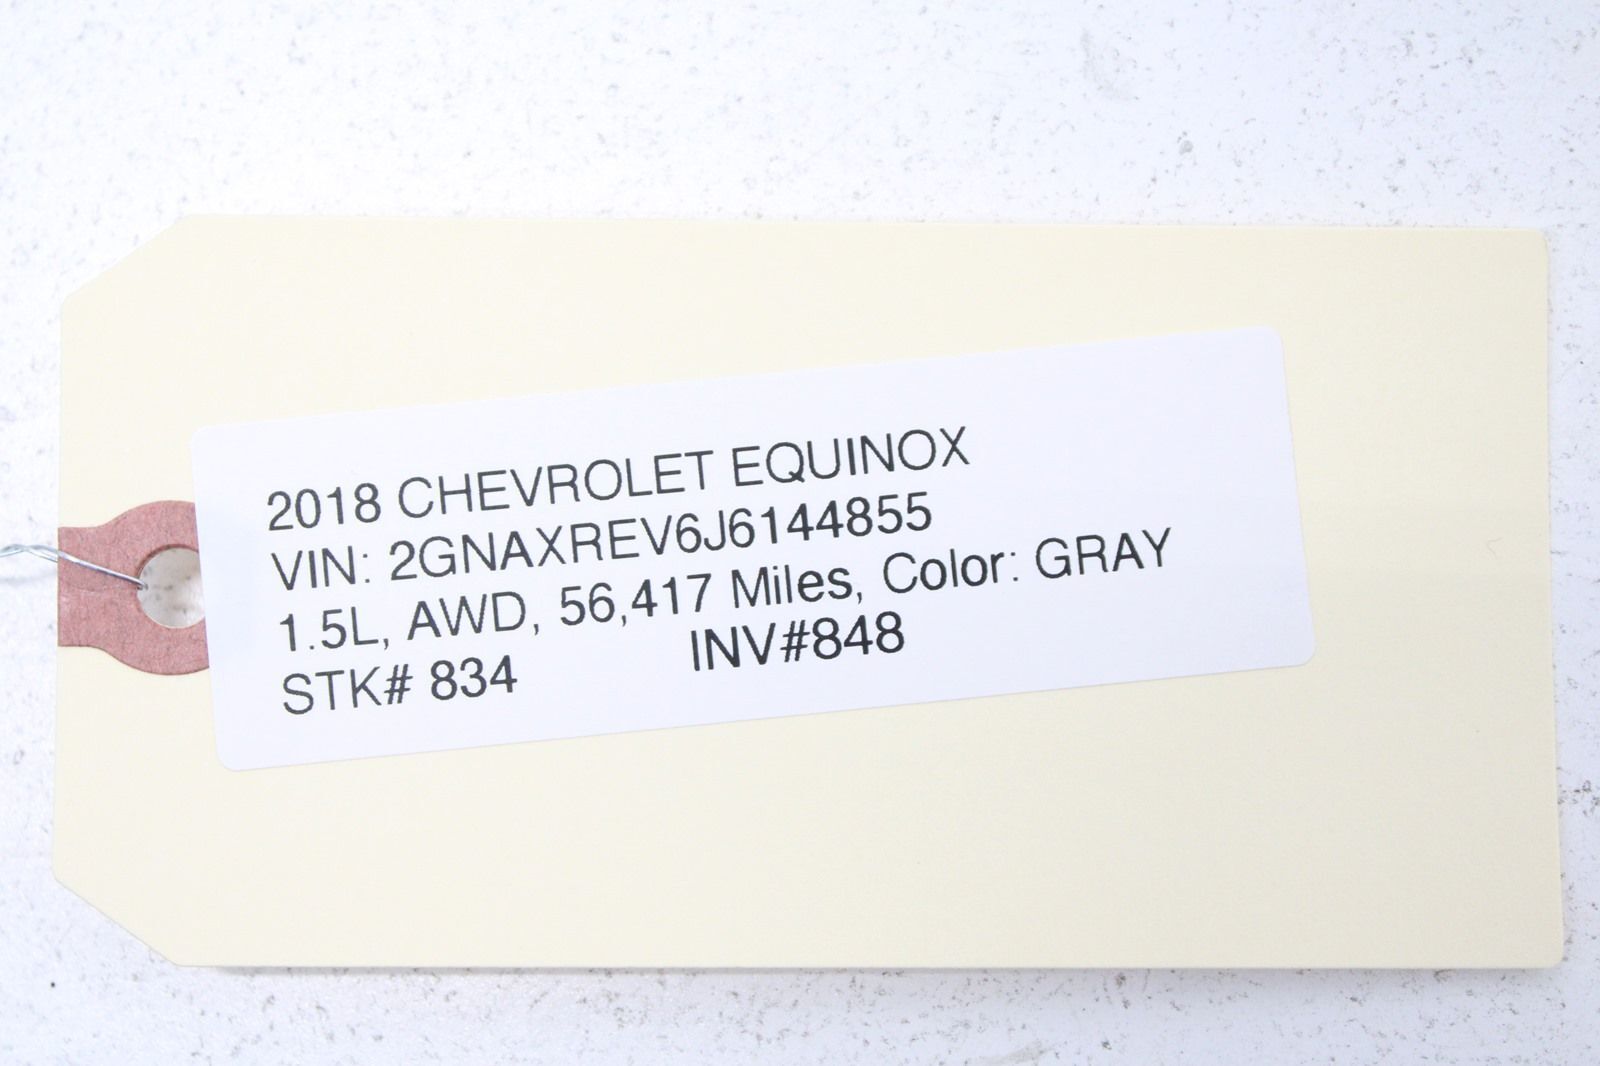 2018 CHEVROLET EQUINOX
VIN: 2GNAXREV6J6144855
1.5L, AWD, 56,417 Miles, Color: GRAY
STK# 834 INV#848